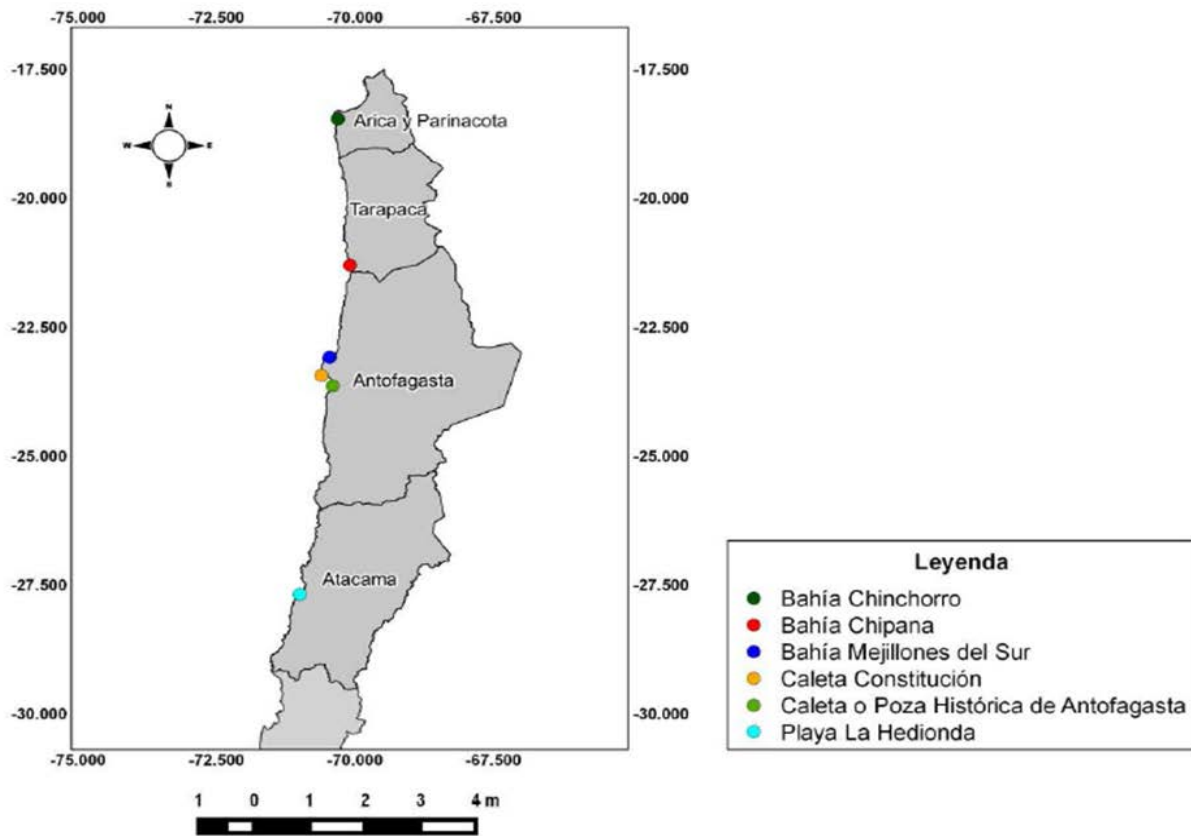 -75.000 -72.500 -70.000 -67.500
-17.500 -17.500
N
W E
S
Arica y Parinacota
-20.000 -20.000
Tarapaca
-22.500 -22.500
Antofagasta
-25.000 -25.000
Atacama
-27.500 -27.500
-30.000 -30.000
-75.000 -72.500 -70.000 -67.500
1 0 1 2 3 4 m
Leyenda
Bahía Chinchorro
Bahía Chipana
Bahía Mejillones del Sur
Caleta Constitución
Caleta o Poza Histórica de Antofagasta
Playa La Hedionda